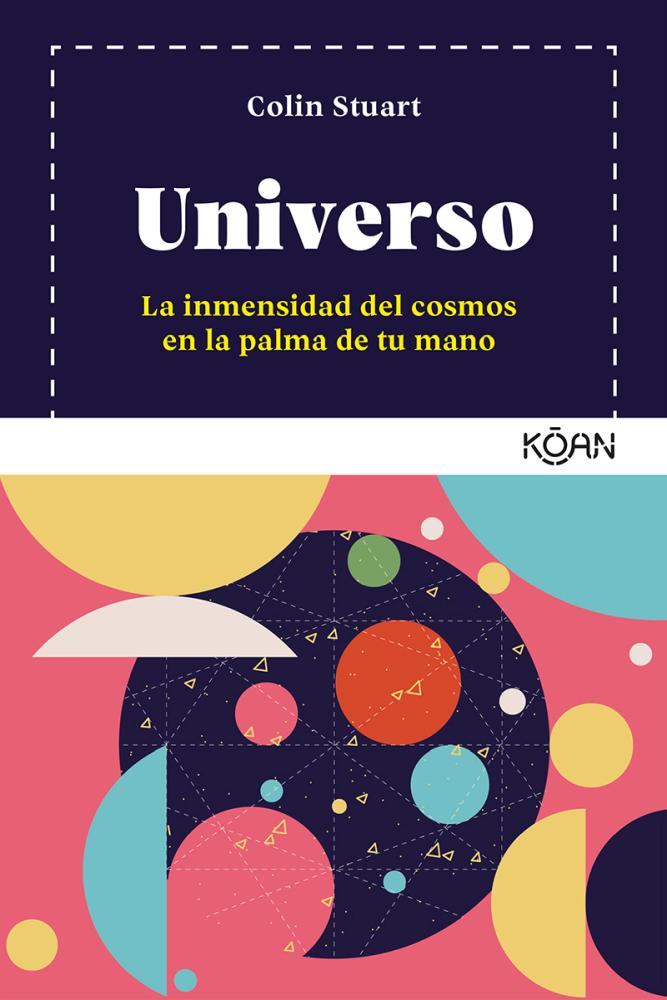 Colin Stuart
Universo
La inmensidad del cosmos
en la palma de tu mano
KŌAN